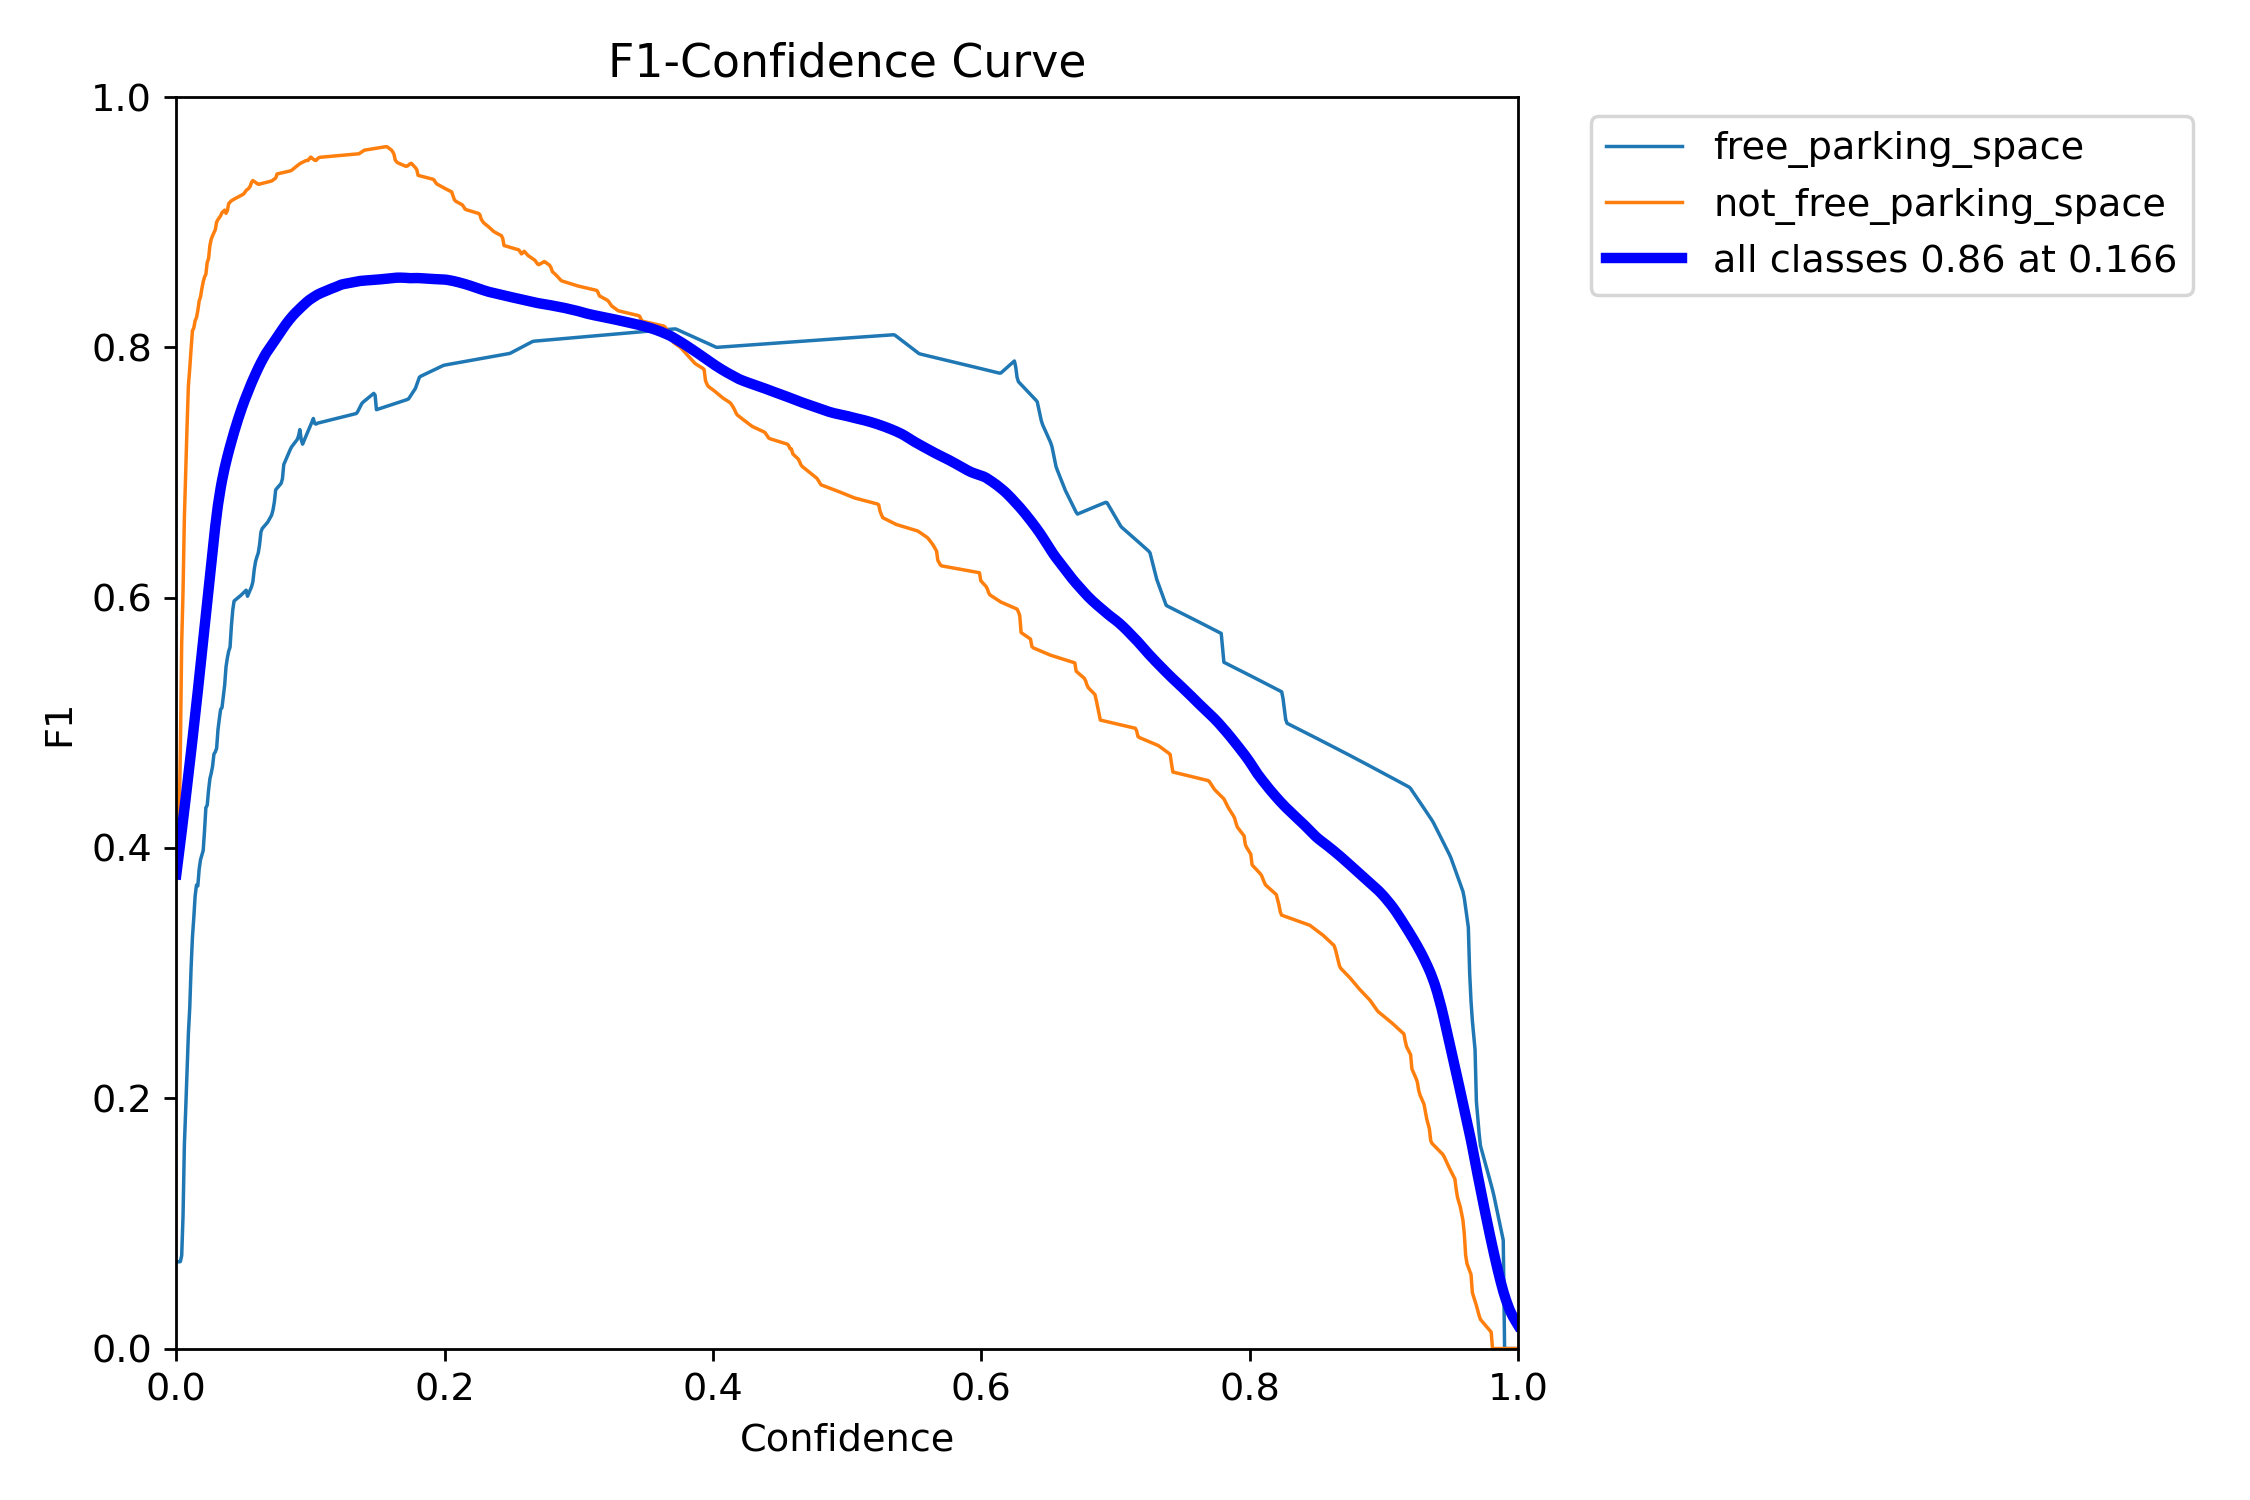 F1-Confidence Curve
1.0
0.8
0.6
0.4
0.2
0.0
F1
0.0 0.2 0.4 0.6 0.8 1.0
Confidence
free_parking_space
not_free_parking_space
all classes 0.86 at 0.166